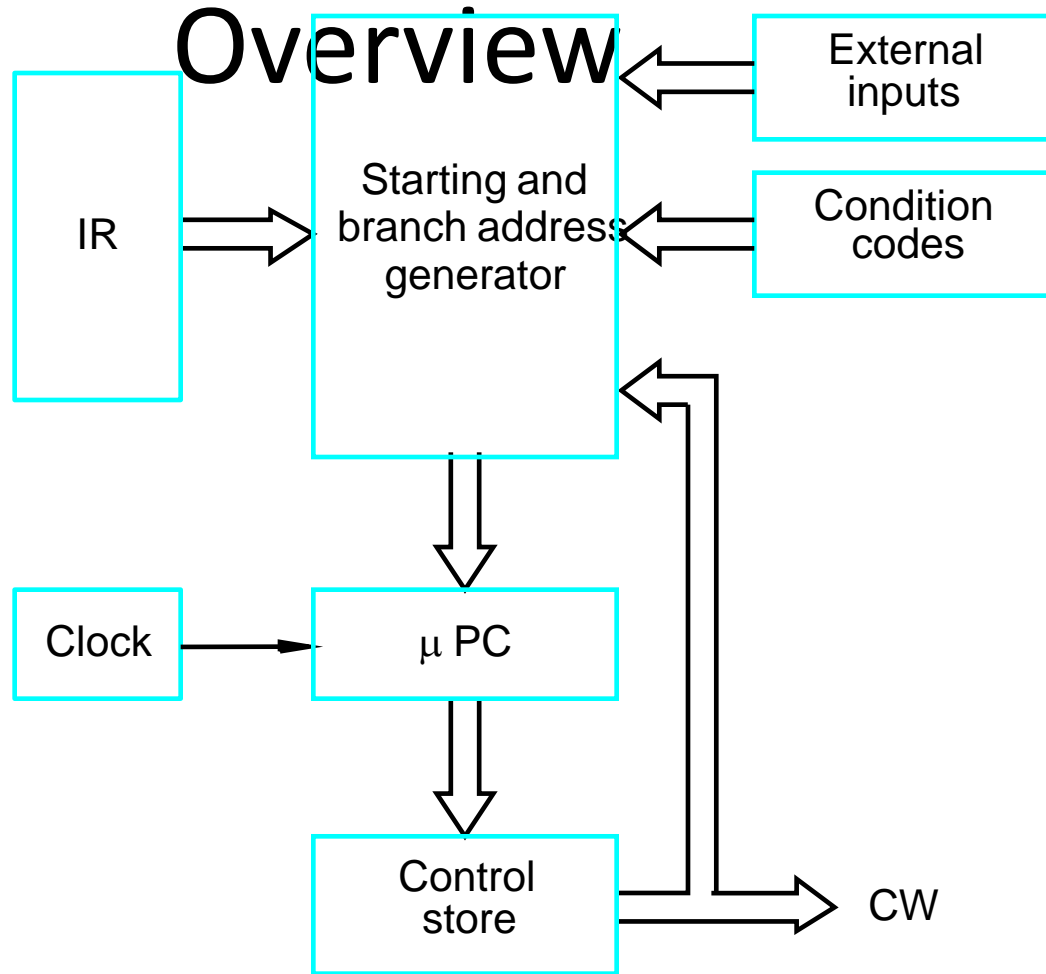 Overview
External
inputs
Starting and
branch address
generator
IR
Condition
codes
Clock
μ PC
Control
store
CW